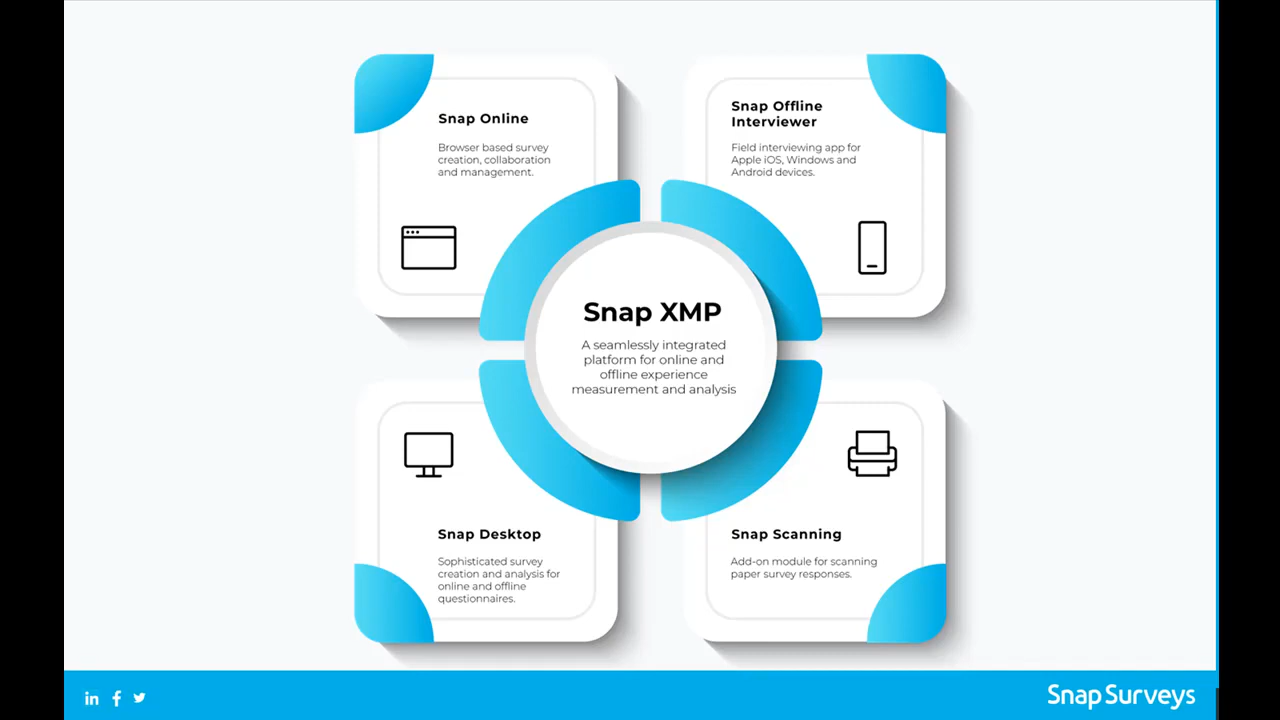 Snap Online
Browser based survey
creation, collaboration
and management.
Snap Offline
Interviewer
Field interviewing app for
Apple iOS, Windows and
Android devices.
Snap XMP
A seamlessly integrated
platform for online and
offline experience
measurement and analysis
Snap Desktop
Sophisticated survey
creation and analysis for
online and offline
questionnaires.
Snap Scanning
Add-on module for scanning
paper survey responses.
in f
Snap Surveys